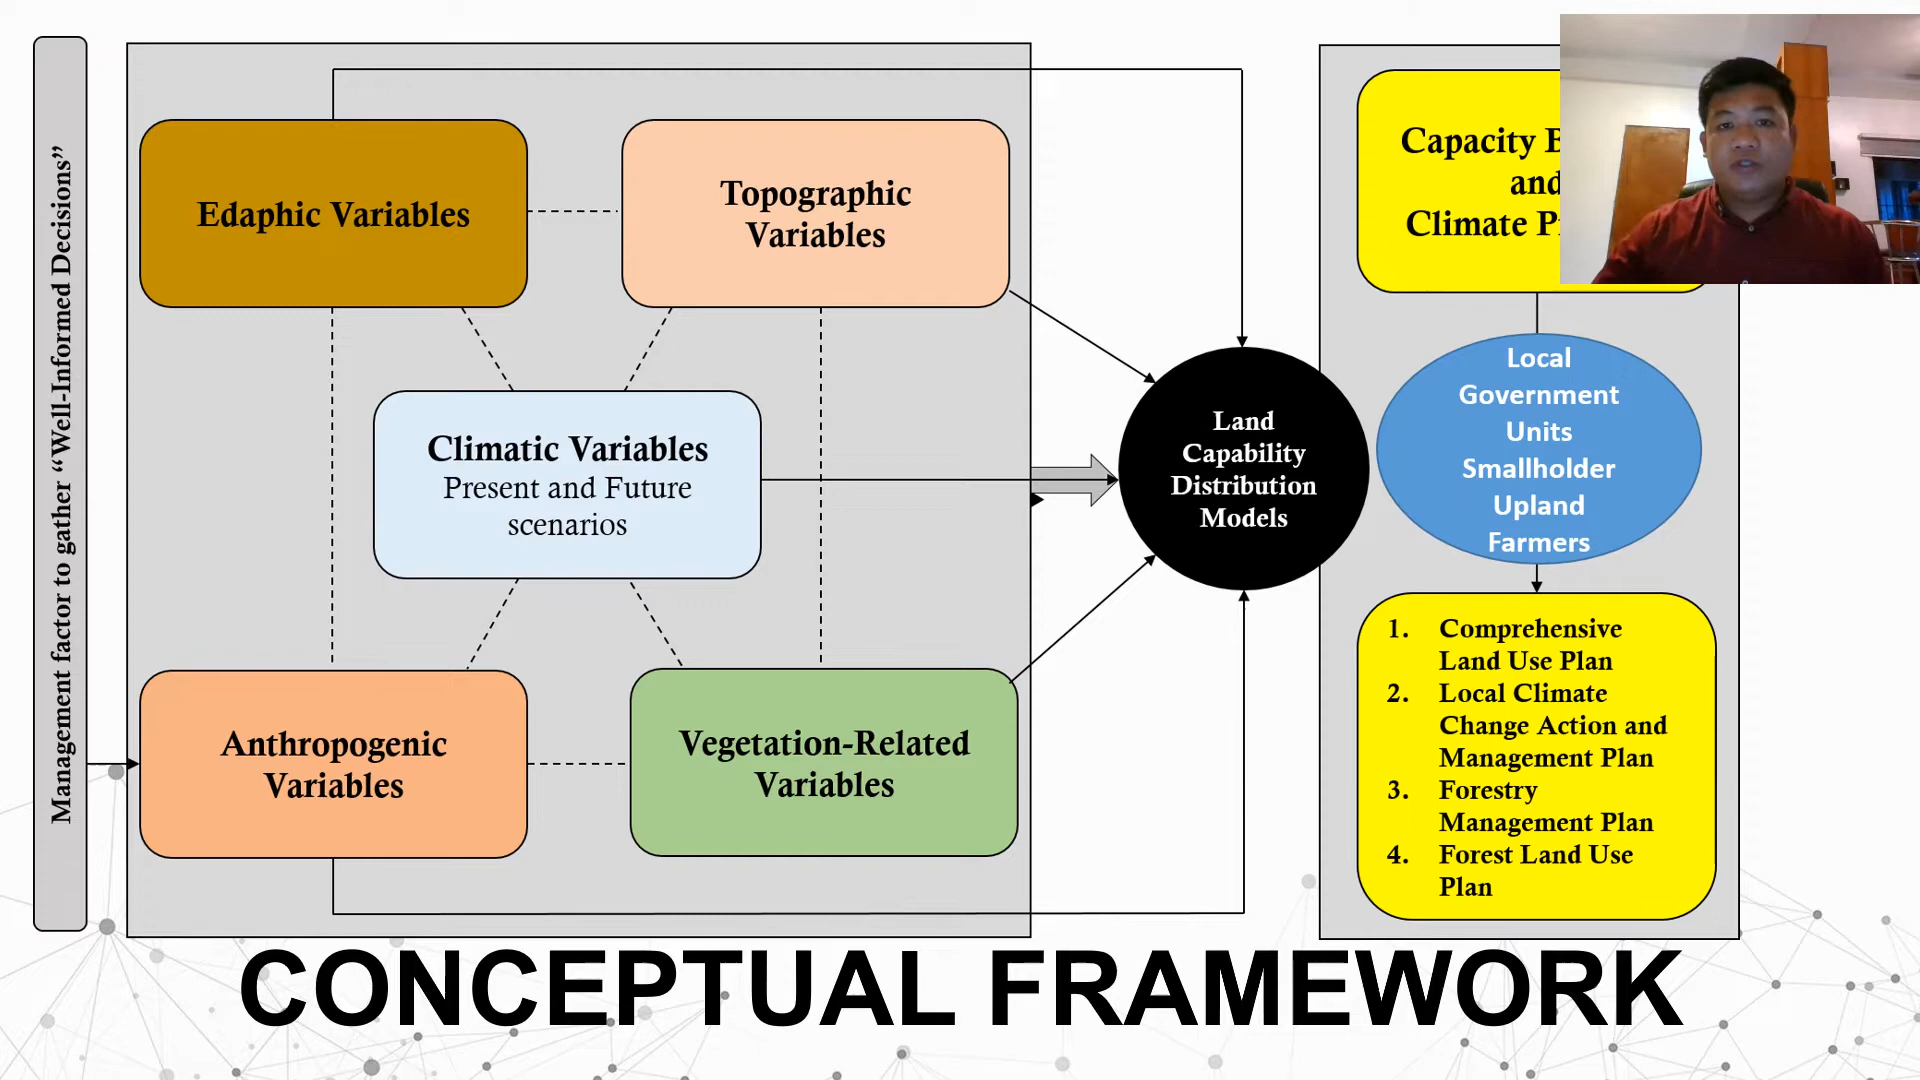 Management factor to gather “Well-Informed Decisions”
Edaphic Variables
Topographic
Variables
Climatic Variables
Present and Future
scenarios
Anthropogenic
Variables
Vegetation-Related
Variables
Land
Capability
Distribution
Models
Capacity
and
Climate
Local
Government
Units
Smallholder
Upland
Farmers
1. Comprehensive
Land Use Plan
2. Local Climate
Change Action and
Management Plan
3. Forestry
Management Plan
4. Forest Land Use
Plan
CONCEPTUAL FRAMEWORK